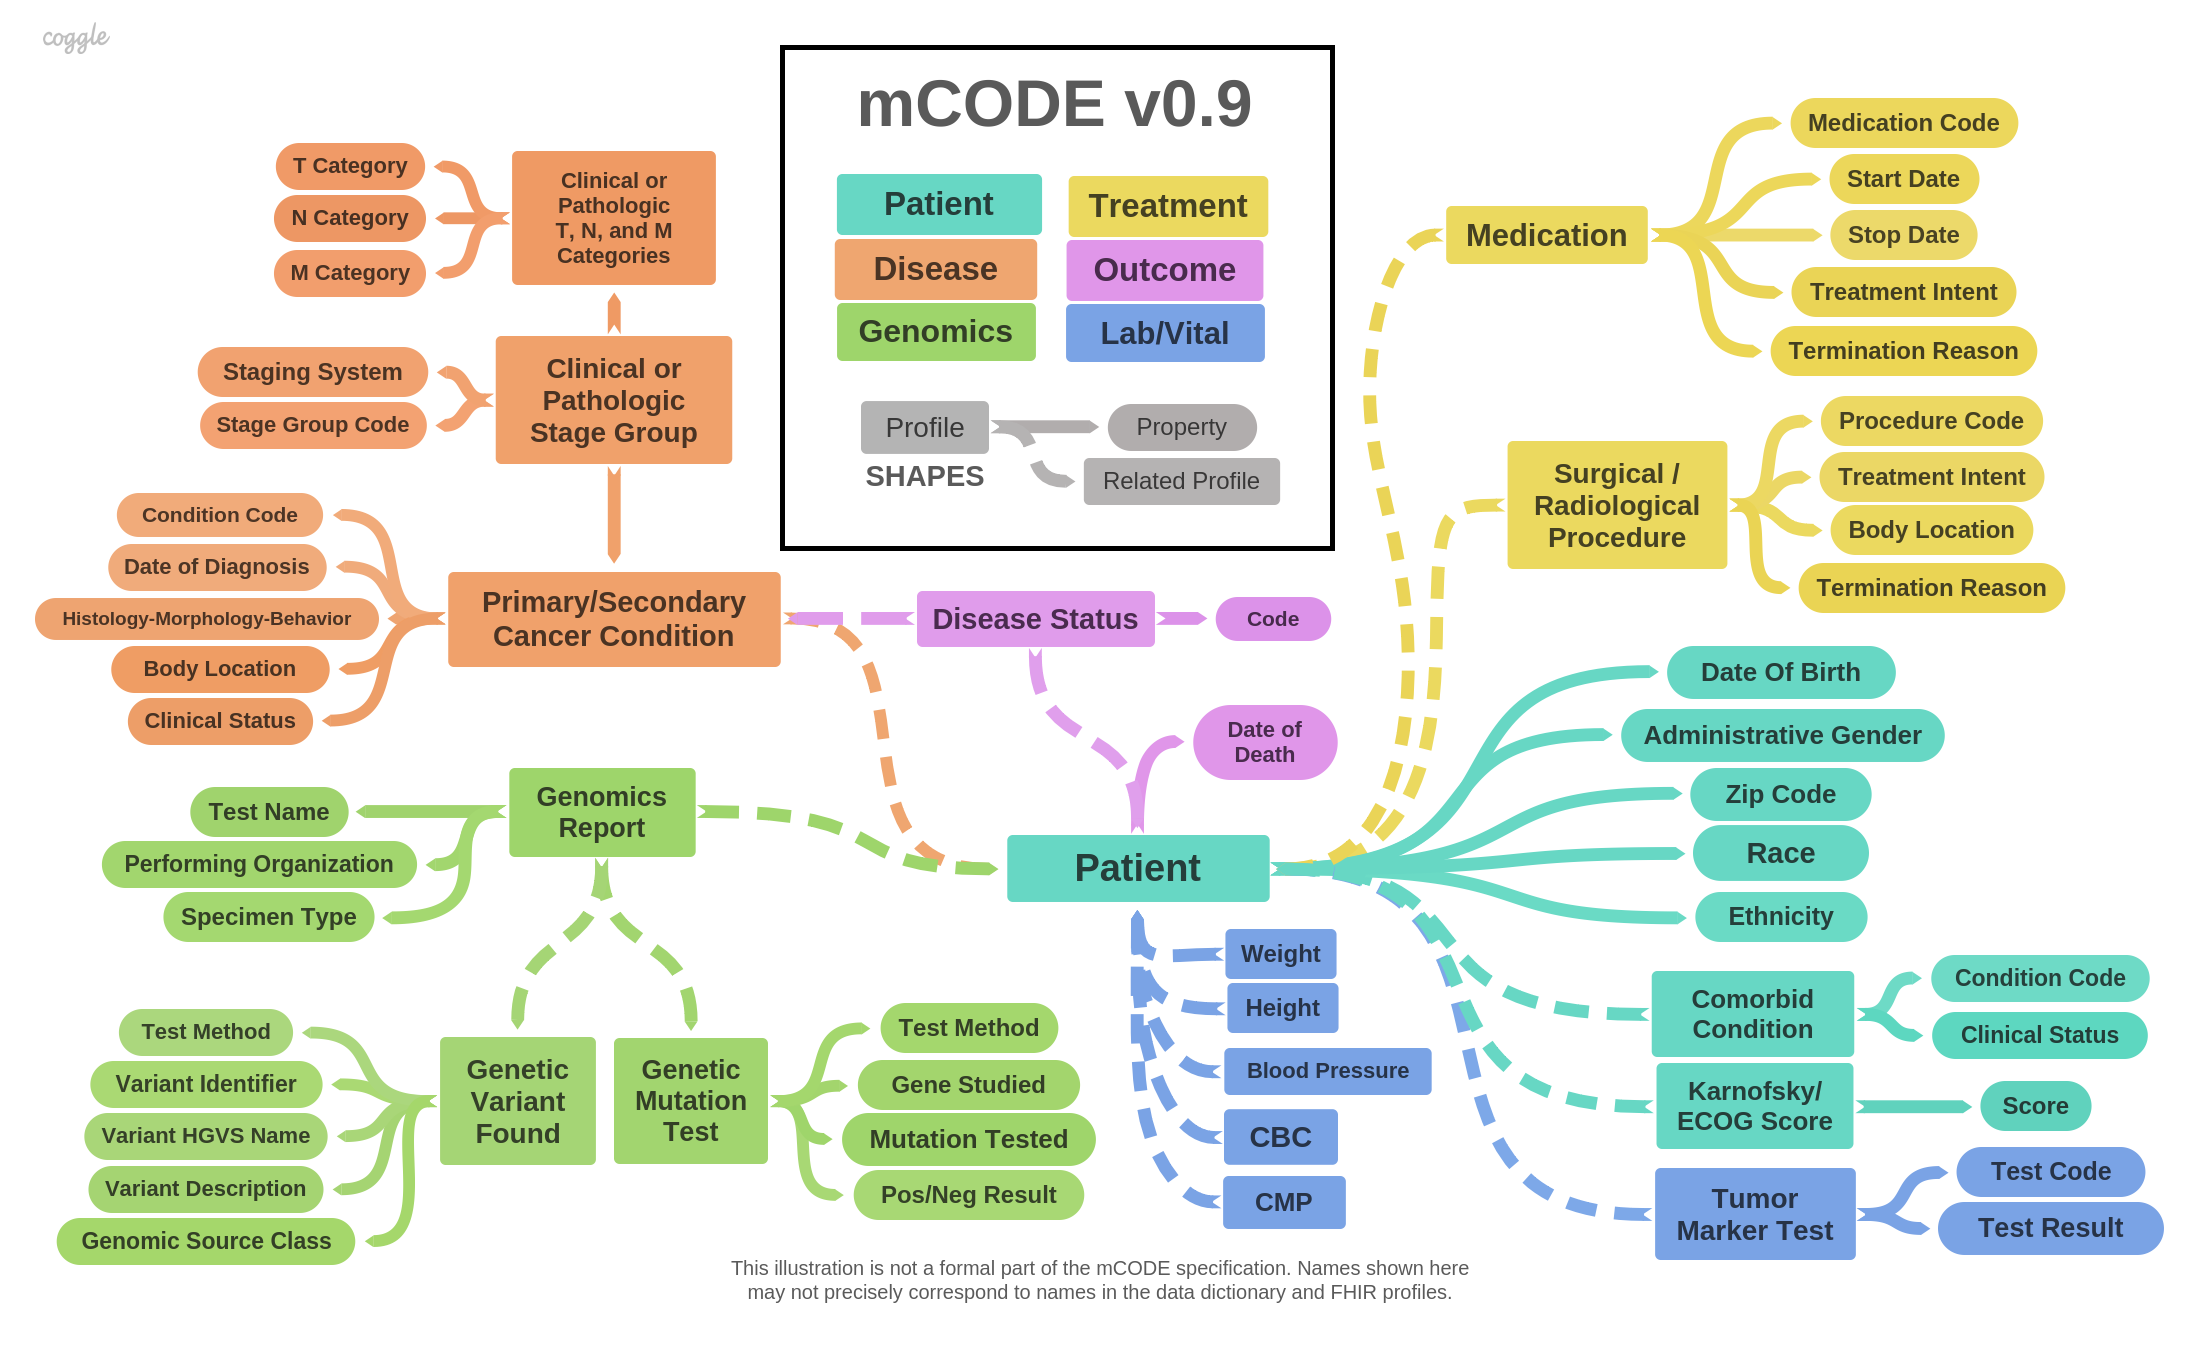 coggle
mCODE v0.9
Patient
Treatment
Disease
Outcome
Genomics
Lab/Vital
Profile
Property
SHAPES
Related Profile
T Category
N Category
M Category
Clinical or
Pathologic
T, N, and M
Categories
Staging System
Stage Group Code
Clinical or
Pathologic
Stage Group
Condition Code
Date of Diagnosis
Histology-Morphology-Behavior
Body Location
Clinical Status
Primary/Secondary
Cancer Condition
Disease Status
Code
Date of
Death
Test Name
Performing Organization
Specimen Type
Genomics
Report
Test Method
Variant Identifier
Variant HGVS Name
Variant Description
Genomic Source Class
Genetic
Variant
Found
Genetic
Mutation
Test
Test Method
Gene Studied
Mutation Tested
Pos/Neg Result
Patient
Weight
Height
Blood Pressure
CBC
CMP
Medication
Medication Code
Start Date
Stop Date
Treatment Intent
Termination Reason
Surgical /
Radiological
Procedure
Procedure Code
Treatment Intent
Body Location
Termination Reason
Date Of Birth
Administrative Gender
Zip Code
Race
Ethnicity
Comorbid
Condition
Condition Code
Clinical Status
Karnofsky/
ECOG Score
Score
Tumor
Marker Test
Test Code
Test Result
This illustration is not a formal part of the mCODE specification. Names shown here
may not precisely correspond to names in the data dictionary and FHIR profiles.